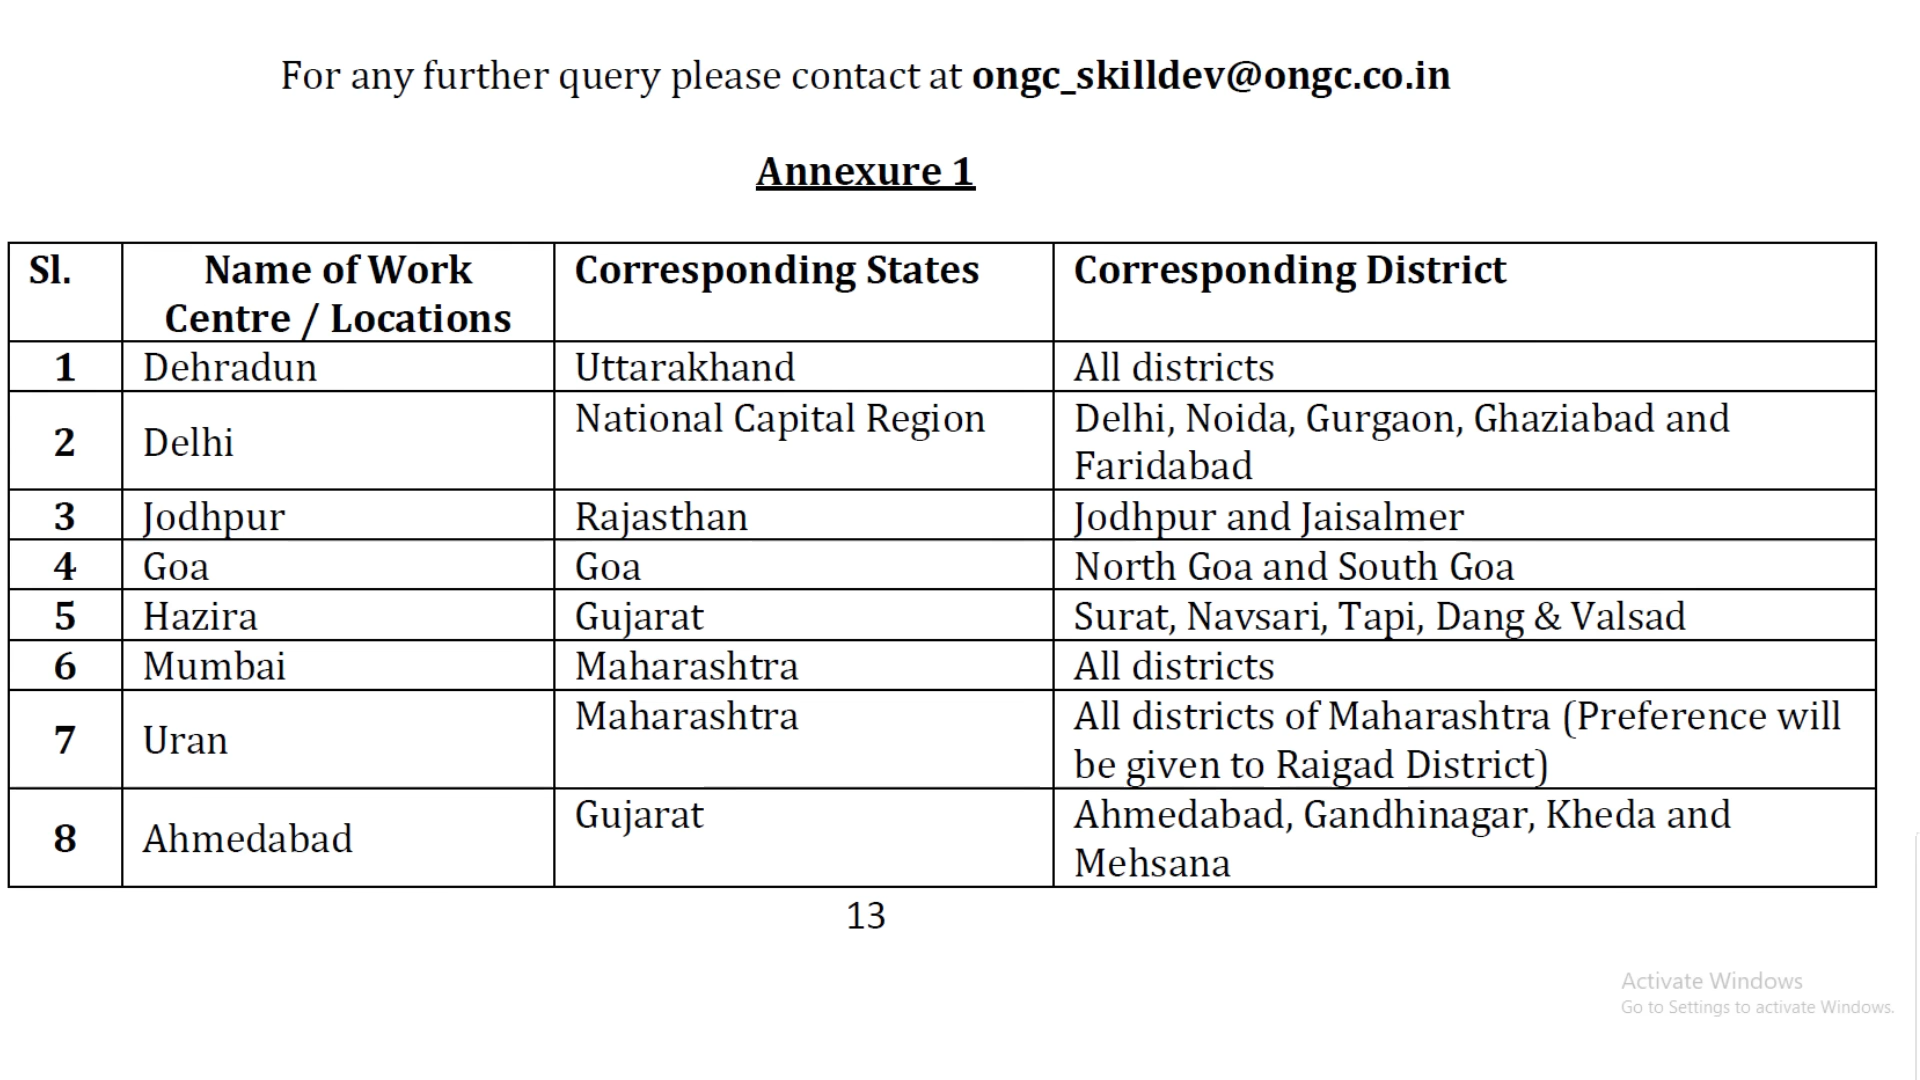 For any further query please contact at ongc_skilldev@ongc.co.in
Annexure 1
Sl. Name of Work Corresponding States Corresponding District
Centre / Locations
1 Dehradun Uttarakhand All districts
2 Delhi National Capital Region Delhi, Noida, Gurgaon, Ghaziabad and
Faridabad
3 Jodhpur Rajasthan Jodhpur and Jaisalmer
4 Goa Goa North Goa and South Goa
5 Hazira Gujarat Surat, Navsari, Tapi, Dang & Valsad
6 Mumbai Maharashtra All districts
7 Uran Maharashtra All districts of Maharashtra (Preference will
be given to Raigad District)
8 Ahmedabad Gujarat Ahmedabad, Gandhinagar, Kheda and
Mehsana
13
Activate Windows
Go to Settings to activate Windows.